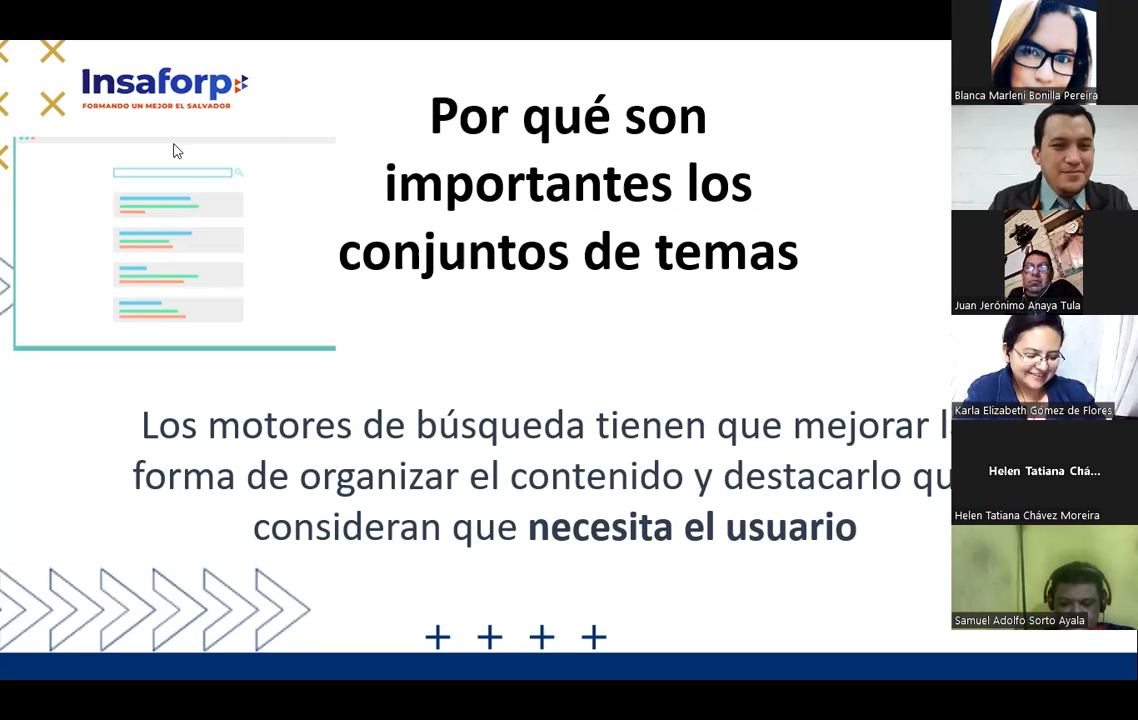 Insaforp
FORMANDO UN MEJOR EL SALVADOR
Por qué son
importantes los
conjuntos de temas
Los motores de búsqueda tienen que mejorar
forma de organizar el contenido y destacarlo
consideran que necesita el usuario
Blanca Marleni Bonilla Pereira
Juan Jerónimo Anaya Tula
Karla Elizabeth Gómez de Flores
Helen Tatiana Chá...
Helen Tatiana Chávez Moreira
Samuel Adolfo Sorto Ayala